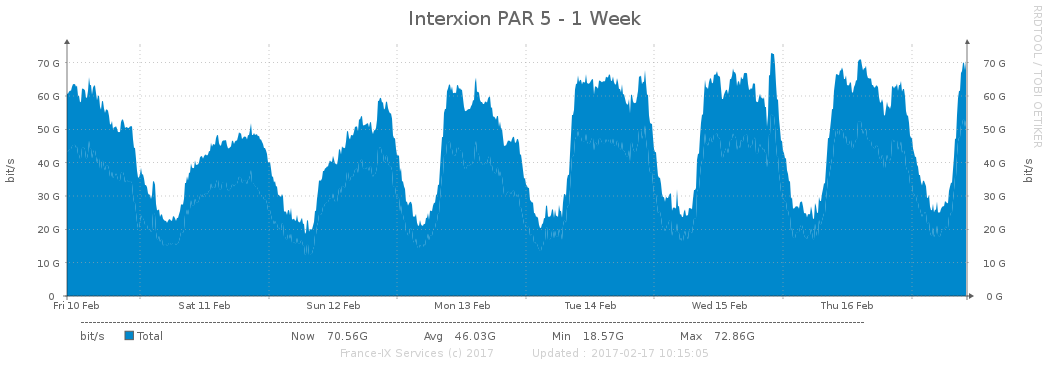 Interxion PAR 5 - 1 Week
RRDTOOL / TOBI OETIKER
bit/s
70 G
60 G
50 G
40 G
30 G
20 G
10 G
0
70 G
60 G
50 G
40 G
30 G
20 G
10 G
0 G
bit/s
Fri 10 Feb Sat 11 Feb Sun 12 Feb Mon 13 Feb Tue 14 Feb Wed 15 Feb Thu 16 Feb
bit/s Total Now 70.56G Avg 46.03G Min 18.57G Max 72.86G
France-IX Services (c) 2017 Updated : 2017-02-17 10:15:05